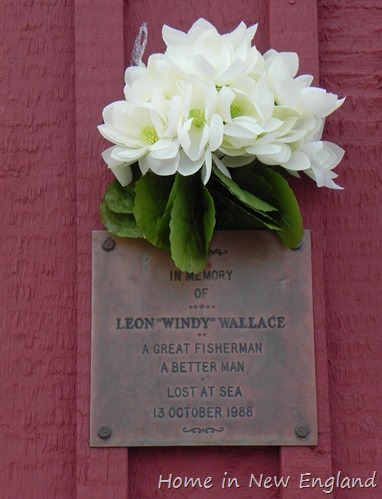 IN MEMORY
OF
LEON "WINDY" WALLACE
A GREAT FISHERMAN
A BETTER MAN
LOST AT SEA
13 OCTOBER 1988
Home in New England